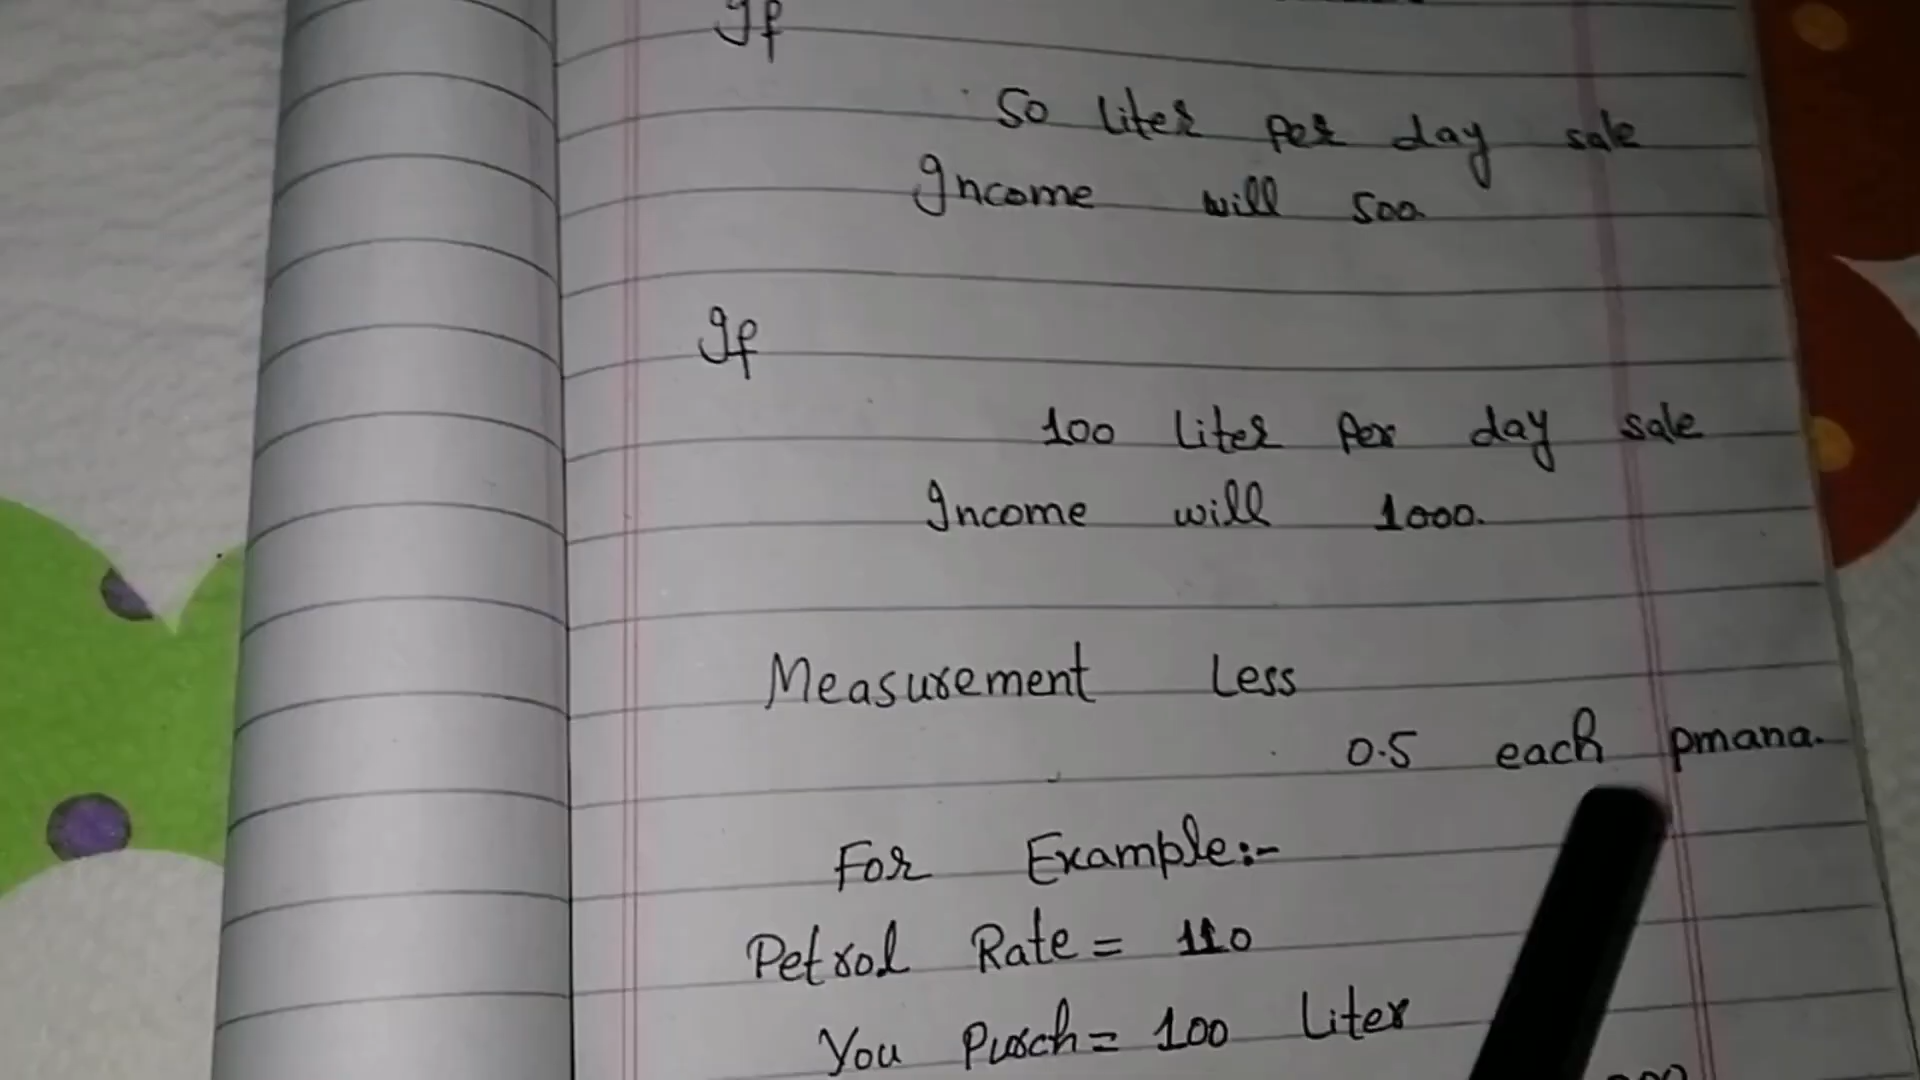 If
50 liter per day sale
Income will 500
If
100 liter per day sale
Income will 1000.
Measurement Less
0.5 each pmana.
For Example:-
Petrol Rate = 110
You Pusch = 100 Liter